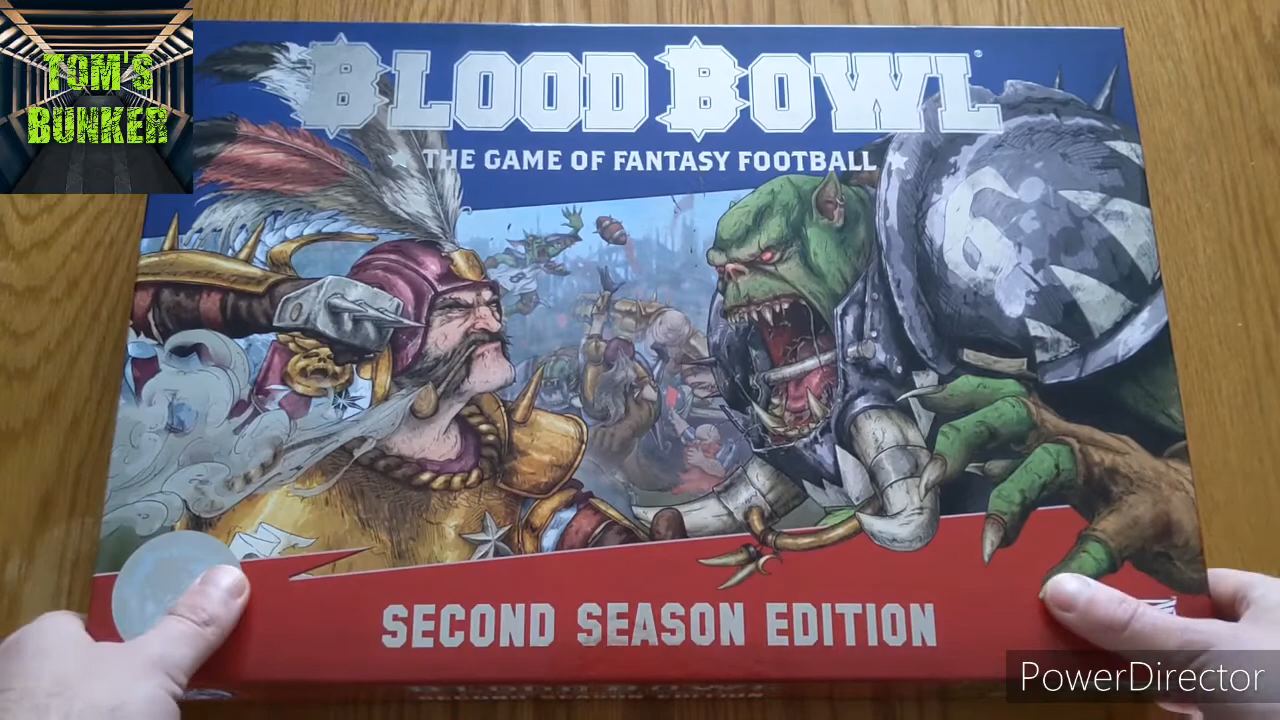 TOM'S
BUNKER
BLOOD BOWL®
THE GAME OF FANTASY FOOTBALL
SECOND SEASON EDITION
PowerDirector